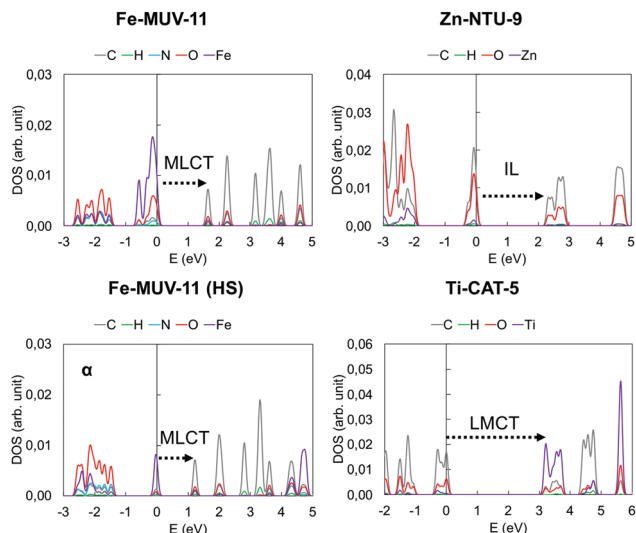 Fe-MUV-11
C H N O Fe
DOS (arb. unit)
0,03
0,02
0,01
0,00
MLCT
-3 -2 -1 0 1 2 3 4 5
E (eV)
Zn-NTU-9
C H O Zn
DOS (arb. unit)
0,04
0,03
0,02
0,01
0,00
IL
-3 -2 -1 0 1 2 3 4 5
E (eV)
Fe-MUV-11 (HS)
C H N O Fe
DOS (arb. unit)
0,03
0,02
0,01
0,00
α
MLCT
-3 -2 -1 0 1 2 3 4 5
E (eV)
Ti-CAT-5
C H O Ti
DOS (arb. unit)
0,06
0,05
0,04
0,03
0,02
0,01
0,00
LMCT
-2 -1 0 1 2 3 4 5 6
E (eV)